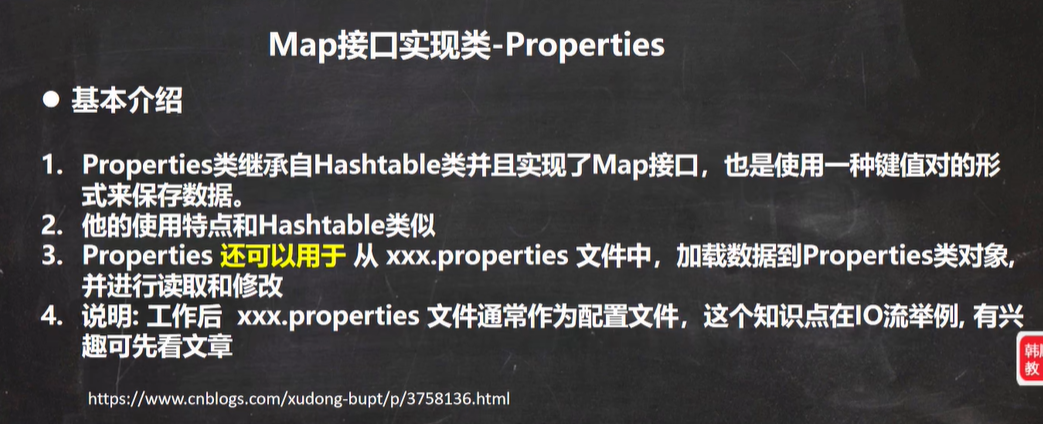 Map接口实现类-Properties
● 基本介绍
1. Properties类继承自Hashtable类并且实现了Map接口，也是使用一种键值对的形
式来保存数据。
2. 他的使用特点和Hashtable类似
3. Properties 还可以用于 从 xxx.properties 文件中，加载数据到Properties类对象,
并进行读取和修改
4. 说明: 工作后 xxx.properties 文件通常作为配置文件，这个知识点在IO流举例, 有兴
趣可先看文章
韩
教
https://www.cnblogs.com/xudong-bupt/p/3758136.html